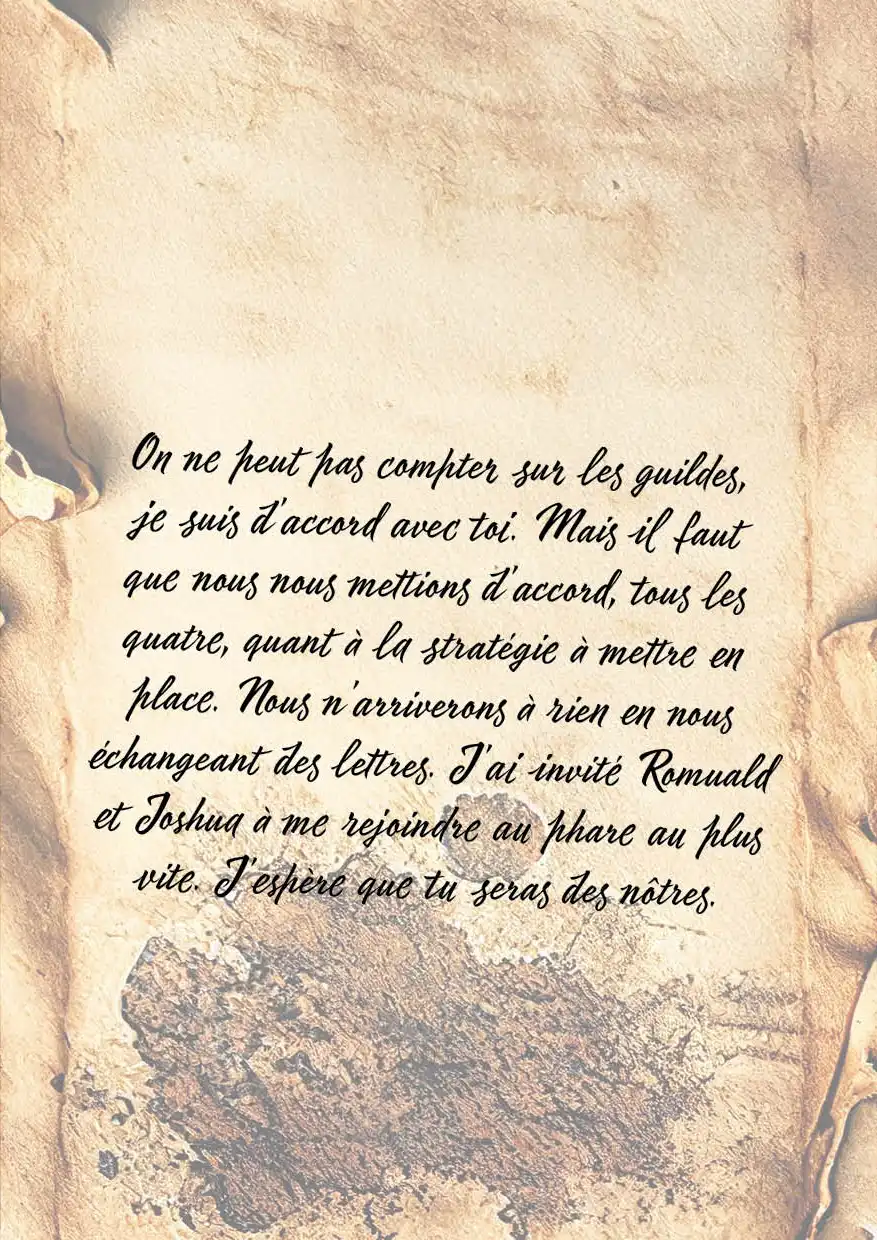 On ne peut pas compter sur les guildes,
je suis d'accord avec toi. Mais il faut
que nous nous mettions d'accord, tous les
quatre, quant à la stratégie à mettre en
place. Nous n'arriverons à rien en nous
échangeant des lettres. J'ai invité Romuald
et Joshua à me rejoindre au phare au plus
vite. J'espère que tu seras des nôtres.